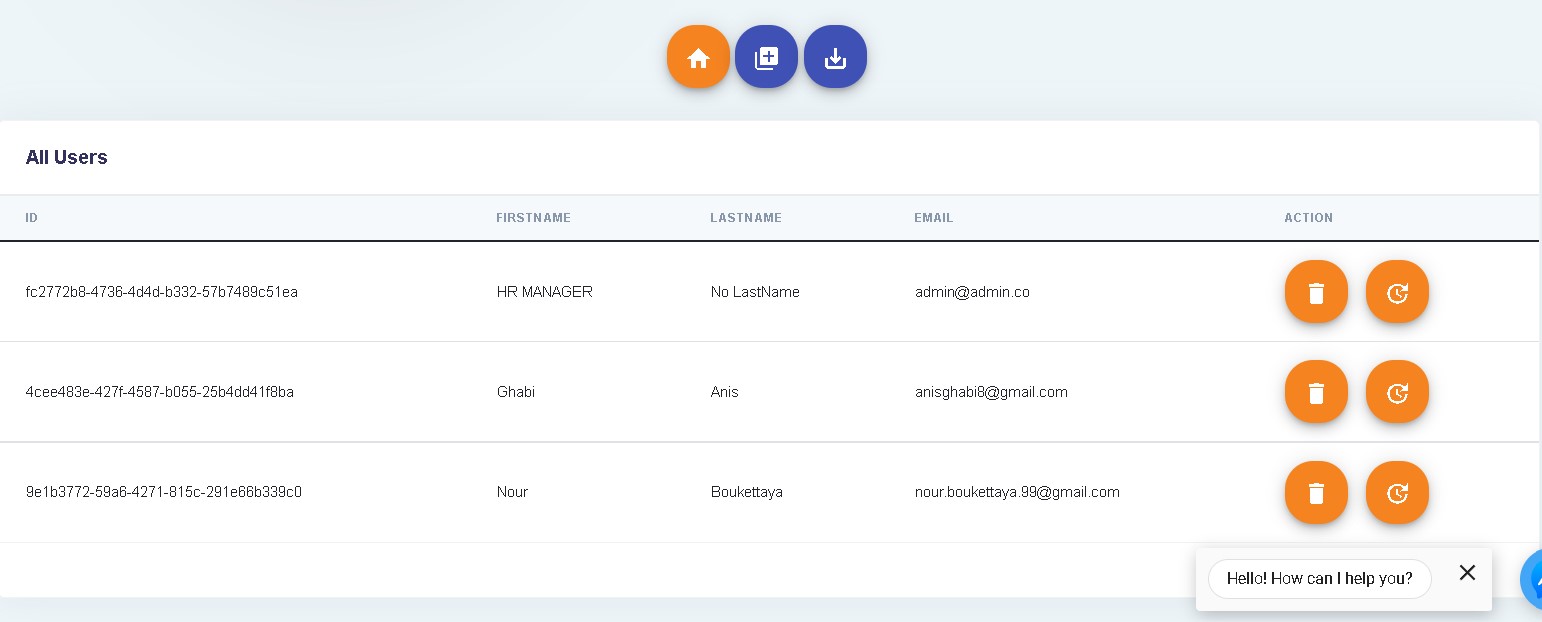 All Users
ID FIRSTNAME LASTNAME EMAIL ACTION
fc2772b8-4736-4d4d-b332-57b7489c51ea HR MANAGER No LastName admin@admin.co
4cee483e-427f-4587-b055-25b4dd41f8ba Ghabi Anis anisghabi8@gmail.com
9e1b3772-59a6-4271-815c-291e66b339c0 Nour Boukettaya nour.boukettaya.99@gmail.com
Hello! How can I help you?